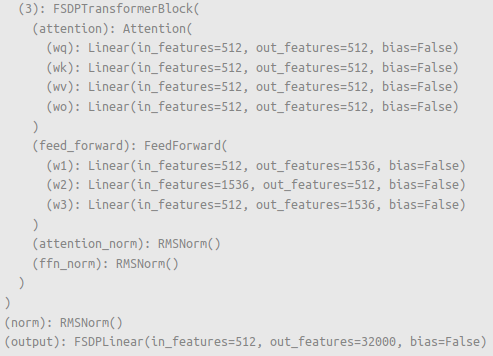 (3): FSDPTransformerBlock(
(attention): Attention(
(wq): Linear(in_features=512, out_features=512, bias=False)
(wk): Linear(in_features=512, out_features=512, bias=False)
(wv): Linear(in_features=512, out_features=512, bias=False)
(wo): Linear(in_features=512, out_features=512, bias=False)
)
(feed_forward): FeedForward(
(w1): Linear(in_features=512, out_features=1536, bias=False)
(w2): Linear(in_features=1536, out_features=512, bias=False)
(w3): Linear(in_features=512, out_features=1536, bias=False)
)
(attention_norm): RMSNorm()
(ffn_norm): RMSNorm()
)
)
(norm): RMSNorm()
(output): FSDPLinear(in_features=512, out_features=32000, bias=False)